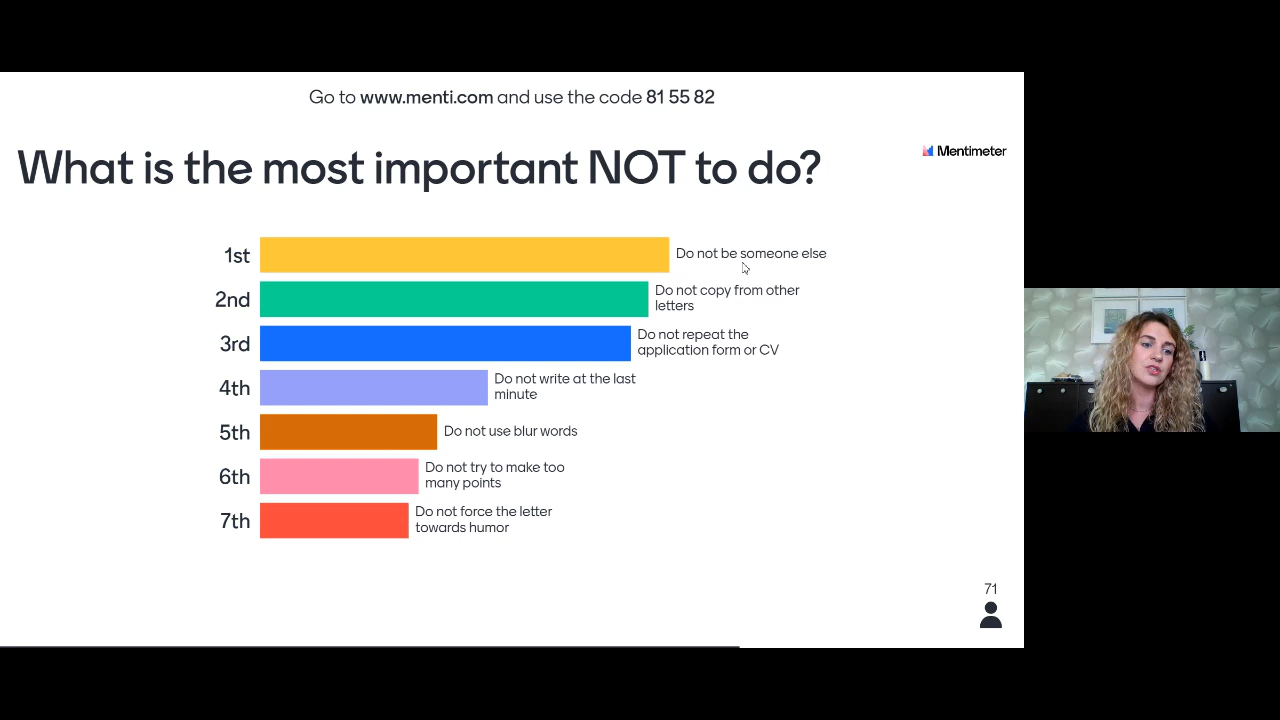 Go to www.menti.com and use the code 81 55 82
What is the most important NOT to do?
Mentimeter
1st
Do not be someone else
2nd
Do not copy from other
letters
3rd
Do not repeat the
application form or CV
4th
Do not write at the last
minute
5th
Do not use blur words
6th
Do not try to make too
many points
7th
Do not force the letter
towards humor
71